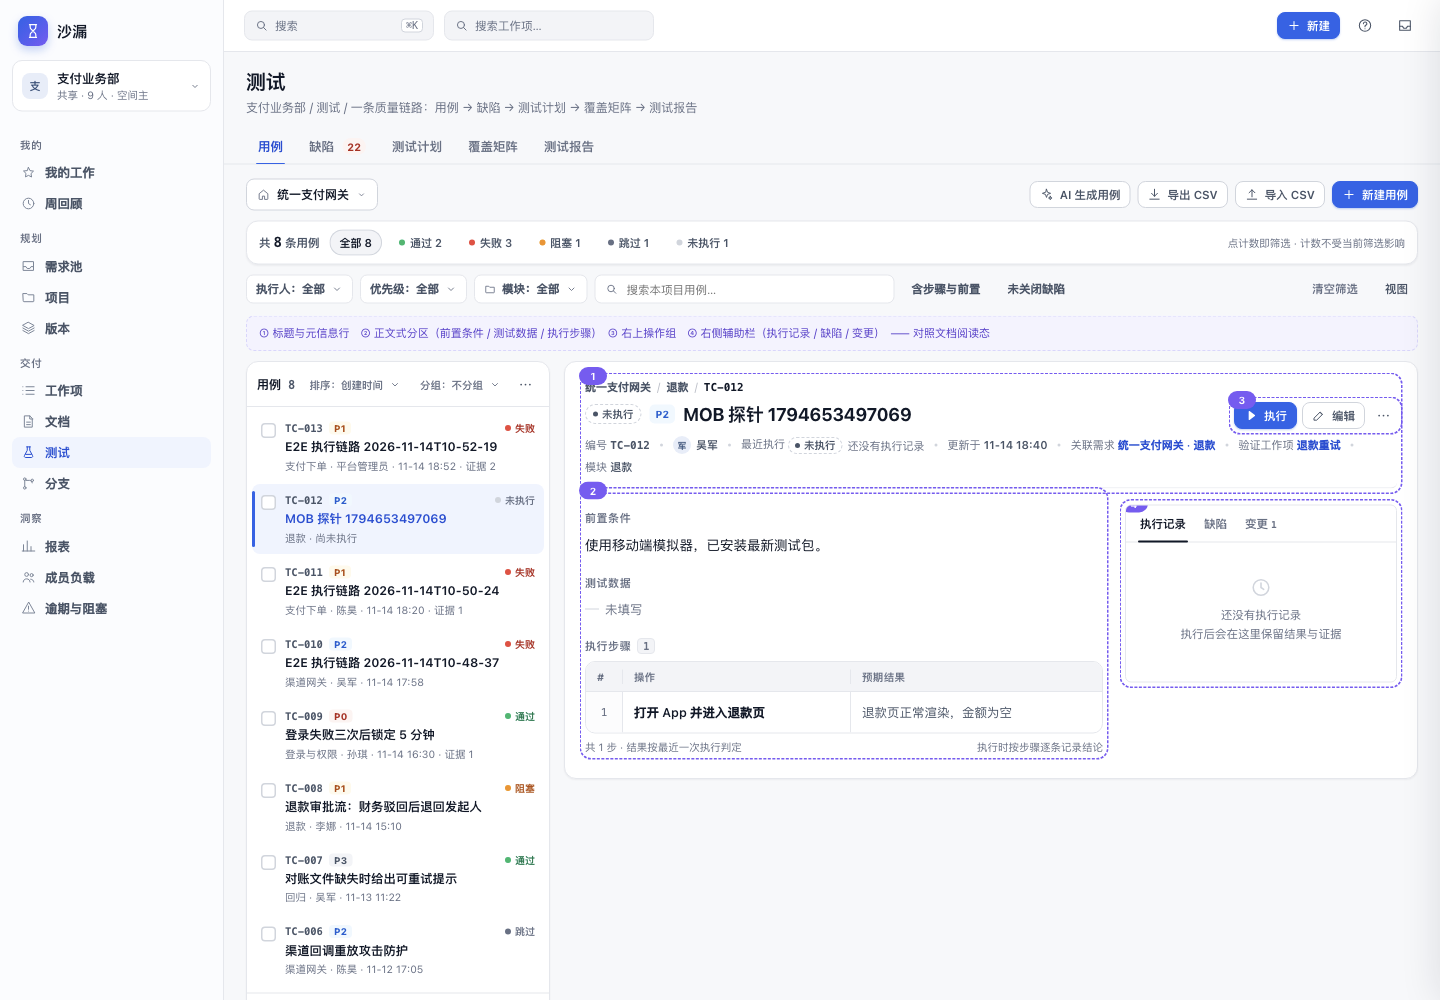 沙漏
搜索 ⌘K
搜索工作项...
新建
支
支付业务部
共享 · 9 人 · 空间主
我的
我的工作
周回顾
规划
需求池
项目
版本
交付
工作项
文档
测试
分支
洞察
报表
成员负载
逾期与阻塞
测试
支付业务部 / 测试 / 一条质量链路：用例 → 缺陷 → 测试计划 → 覆盖矩阵 → 测试报告
用例 缺陷 22 测试计划 覆盖矩阵 测试报告
统一支付网关
AI 生成用例 导出 CSV 导入 CSV 新建用例
共 8 条用例 全部 8 通过 2 失败 3 阻塞 1 跳过 1 未执行 1
点计数即筛选 · 计数不受当前筛选影响
执行人：全部 优先级：全部 模块：全部 搜索本项目用例... 含步骤与前置 未关闭缺陷 清空筛选 视图
① 标题与元信息行 ② 正文式分区（前置条件 / 测试数据 / 执行步骤） ③ 右上操作组 ④ 右侧辅助栏（执行记录 / 缺陷 / 变更） —— 对照文档阅读态
用例 8 排序：创建时间 分组：不分组 ···
TC-013 P1 失败
E2E 执行链路 2026-11-14T10-52-19
支付下单 · 平台管理员 · 11-14 18:52 · 证据 2
TC-012 P2 未执行
MOB 探针 1794653497069
退款 · 尚未执行
TC-011 P1 失败
E2E 执行链路 2026-11-14T10-50-24
支付下单 · 陈昊 · 11-14 18:20 · 证据 1
TC-010 P2 失败
E2E 执行链路 2026-11-14T10-48-37
渠道网关 · 吴军 · 11-14 17:58
TC-009 P0 通过
登录失败三次后锁定 5 分钟
登录与权限 · 孙琪 · 11-14 16:30 · 证据 1
TC-008 P1 阻塞
退款审批流：财务驳回后退回发起人
退款 · 李娜 · 11-14 15:10
TC-007 P3 通过
对账文件缺失时给出可重试提示
回归 · 吴军 · 11-13 11:22
TC-006 P2 跳过
渠道回调重放攻击防护
渠道网关 · 陈昊 · 11-12 17:05
1
统一支付网关 / 退款 / TC-012
未执行 P2 MOB 探针 1794653497069
3
执行 编辑 ···
编号 TC-012 · 军 吴军 · 最近执行 未执行 还没有执行记录 · 更新于 11-14 18:40 · 关联需求 统一支付网关 · 退款 · 验证工作项 退款重试 ·
模块 退款
2
前置条件
使用移动端模拟器，已安装最新测试包。
测试数据
— 未填写
执行步骤 1
# 操作 预期结果
1 打开 App 并进入退款页 退款页正常渲染，金额为空
共 1 步 · 结果按最近一次执行判定 执行时按步骤逐条记录结论
执行记录 缺陷 变更 1
还没有执行记录
执行后会在这里保留结果与证据